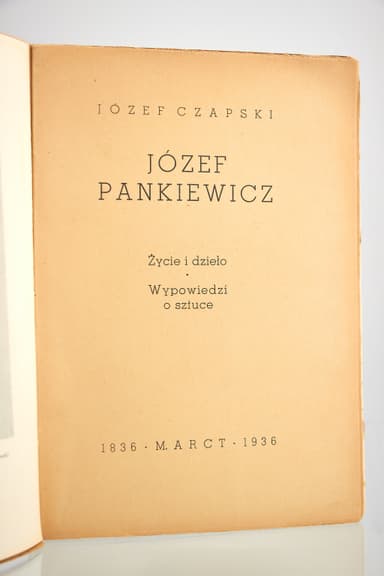 JÓZEF CZAPSKI
JÓZEF
PANKIEWICZ
Życie i dzieło
·
Wypowiedzi
o sztuce
1836 · M. ARCT · 1936